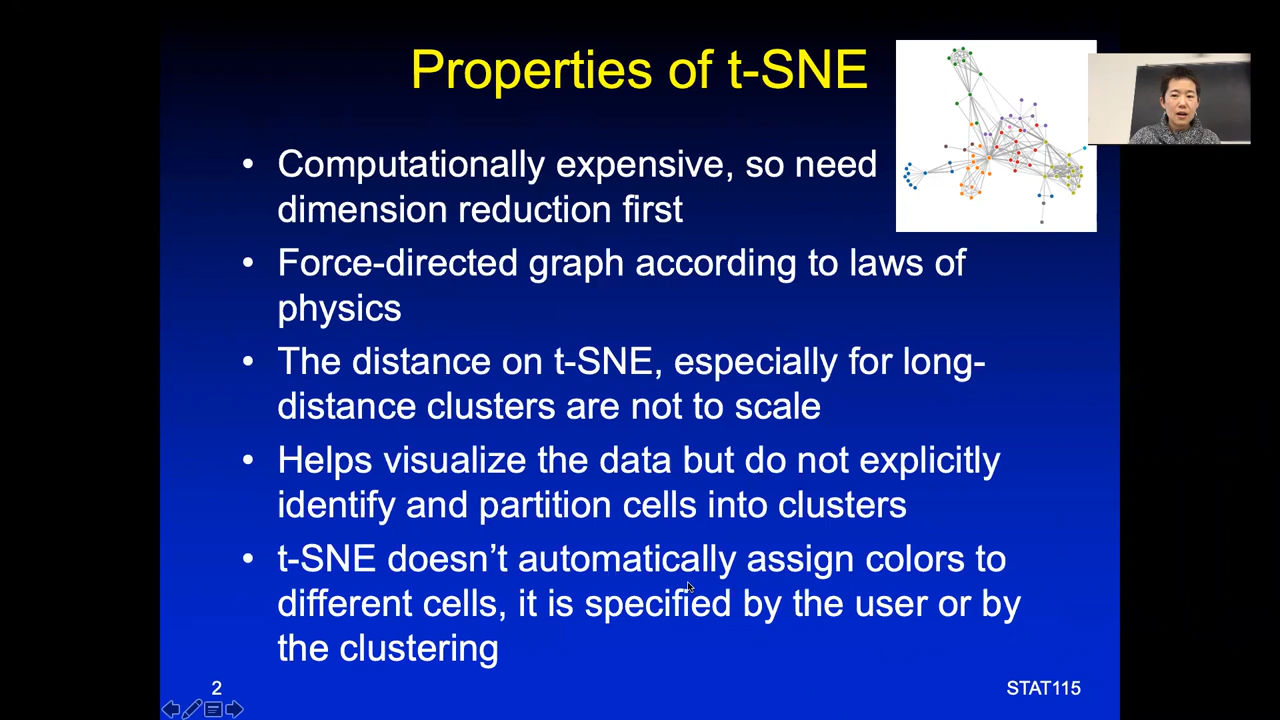 Properties of t-SNE
• Computationally expensive, so need
dimension reduction first
• Force-directed graph according to laws of
physics
• The distance on t-SNE, especially for long-
distance clusters are not to scale
• Helps visualize the data but do not explicitly
identify and partition cells into clusters
• t-SNE doesn’t automatically assign colors to
different cells, it is specified by the user or by
the clustering
2
STAT115